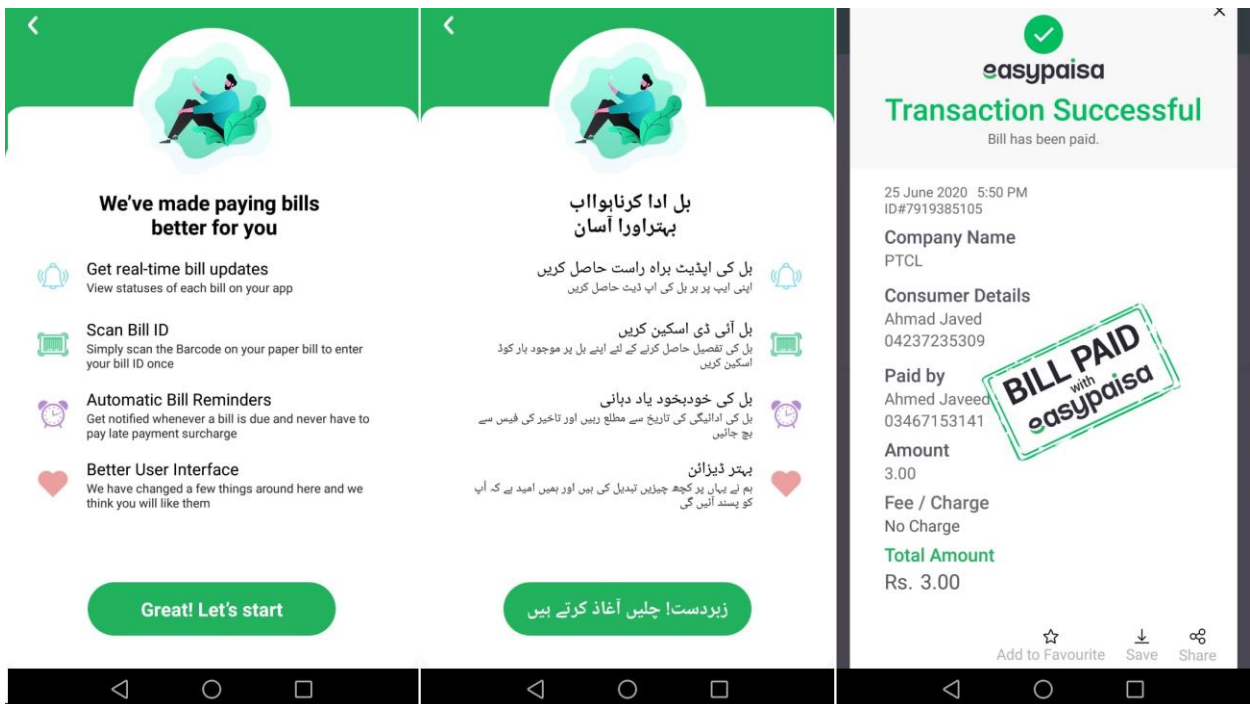 We've made paying bills
better for you
Get real-time bill updates
View statuses of each bill on your app
Scan Bill ID
Simply scan the Barcode on your paper bill to enter
your bill ID once
Automatic Bill Reminders
Get notified whenever a bill is due and never have to
pay late payment surcharge
Better User Interface
We have changed a few things around here and we
think you will like them
Great! Let's start
بل ادا کرناہوااب
بہتراورا آسان
بل کی اپڈیٹ براہ راست حاصل کریں
اپنی ایپ پر ہر بل کی اپ ڈیٹ حاصل کریں
بل آئی ڈی اسکین کریں
بل کی تفصیل حاصل کرنے کے لئے اپنے بل پر موجود بار کوڈ
اسکین کریں
بل کی خودبخود یاد دہانی
بل کی ادائیگی کی تاریخ سے مطلع رہیں اور تاخیر کی فیس سے
بچ جائیں
بہتر ڈیزائن
ہم نے یہاں پر کچھ چیزیں تبدیل کی ہیں اور ہمیں امید ہے کہ آپ
کو پسند آئیں گی
زبردست! چلیں آغاذ کرتے ہیں
easypaisa
Transaction Successful
Bill has been paid.
25 June 2020 5:50 PM
ID#7919385105
Company Name
PTCL
Consumer Details
Ahmad Javed
04237235309
Paid by
Ahmed Javeed
03467153141
BILL PAID
with
easypaisa
Amount
3.00
Fee / Charge
No Charge
Total Amount
Rs. 3.00
Add to Favourite
Save
Share